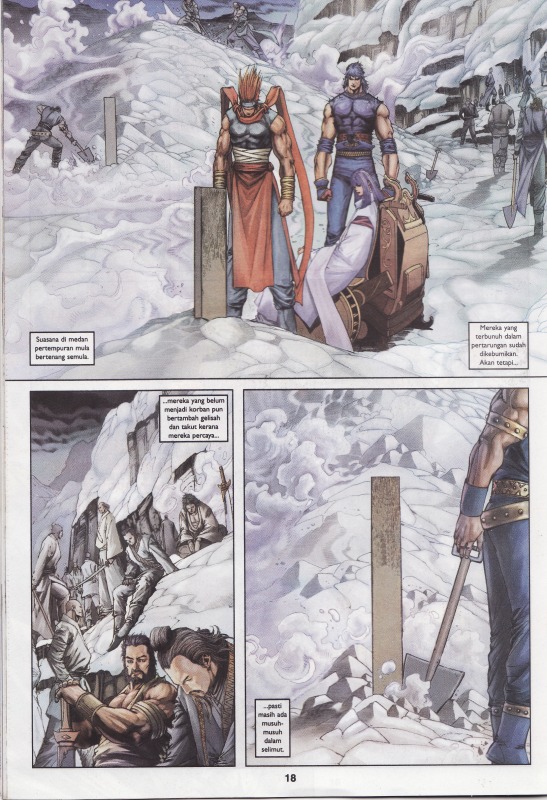 Suasana di medan
pertempuran mula
bertenang semula.
Mereka yang
terbunuh dalam
pertarungan sudah
dikebumikan.
Akan tetapi...
...mereka yang belum
menjadi korban pun
bertambah gelisah
dan takut kerana
mereka percaya...
...pasti
masih ada
musuh-
musuh
dalam
selimut.
18